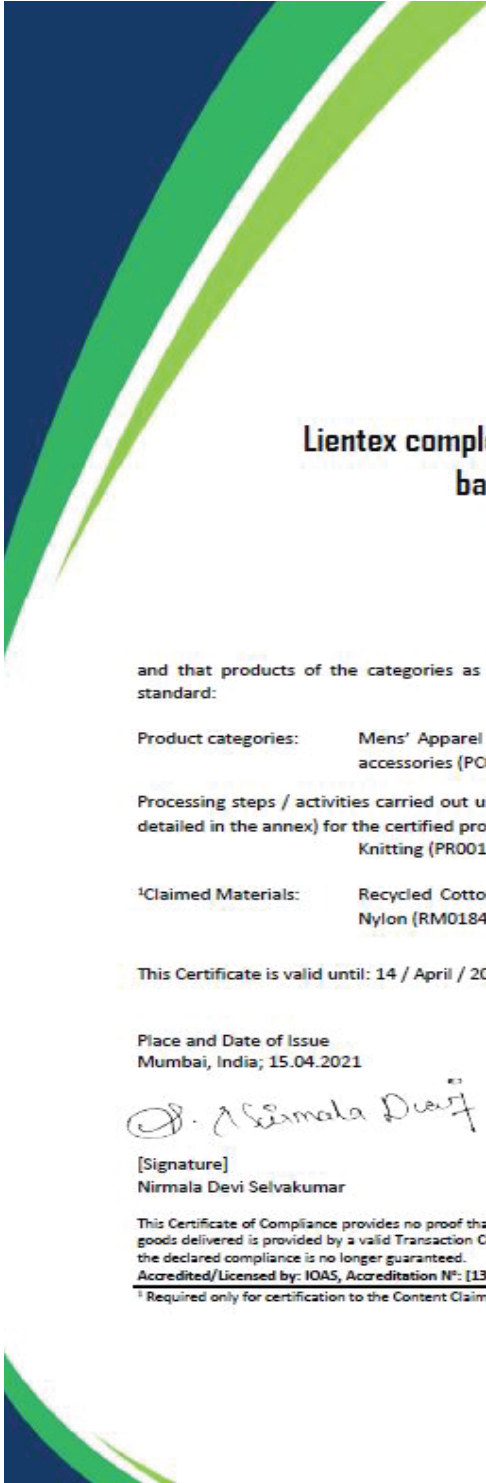 Lientex comple
ba
and that products of the categories as
standard:
Product categories: Mens' Apparel
accessories (PC
Processing steps / activities carried out u
detailed in the annex) for the certified pro
Knitting (PR001
¹Claimed Materials: Recycled Cotto
Nylon (RM0184
This Certificate is valid until: 14 / April / 20
Place and Date of Issue
Mumbai, India; 15.04.2021
[Signature]
Nirmala Devi Selvakumar
This Certificate of Compliance provides no proof tha
goods delivered is provided by a valid Transaction C
the declared compliance is no longer guaranteed.
Accredited/Licensed by: IOAS, Accreditation N°: [13
¹ Required only for certification to the Content Claim